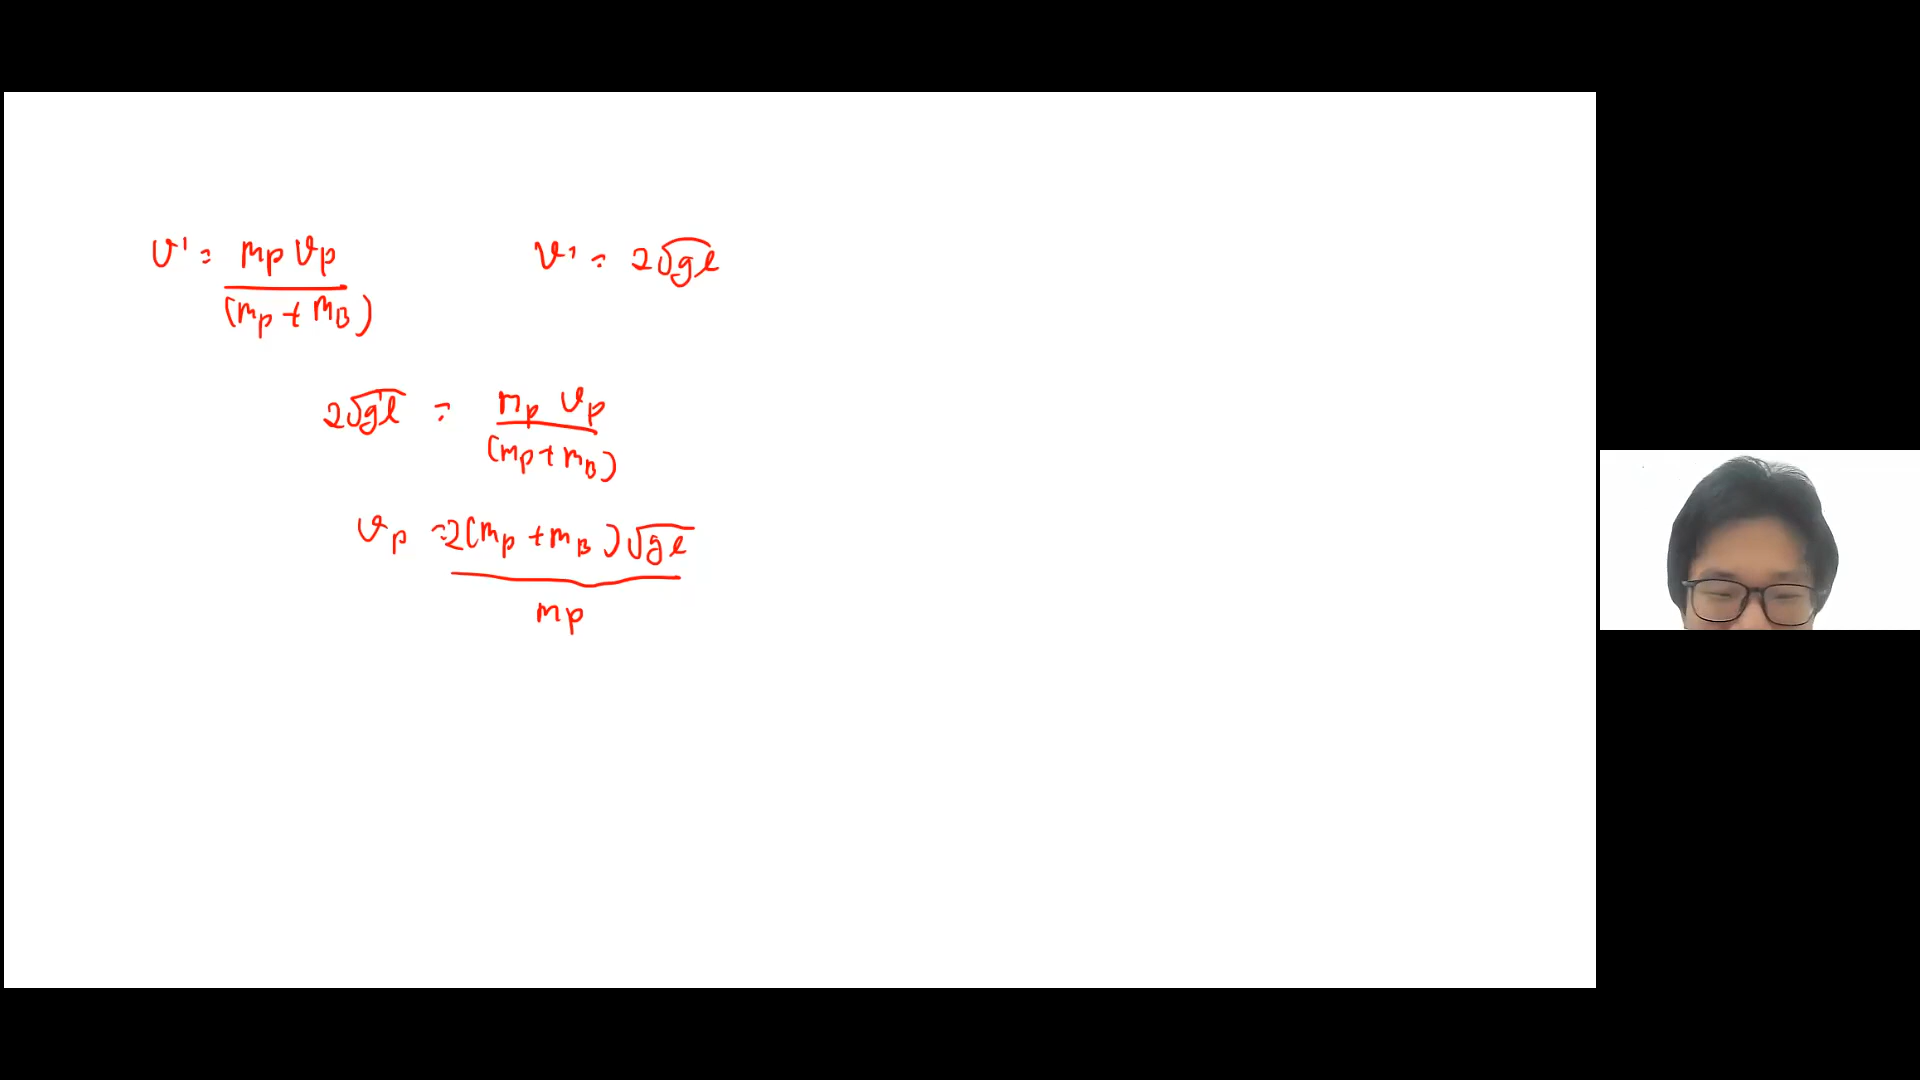 v' = mp vp / (mp + mB)    v' = 2√gl
2√gl = mp vp / (mp + mB)
vp = 2(mp + mB)√gl / mp